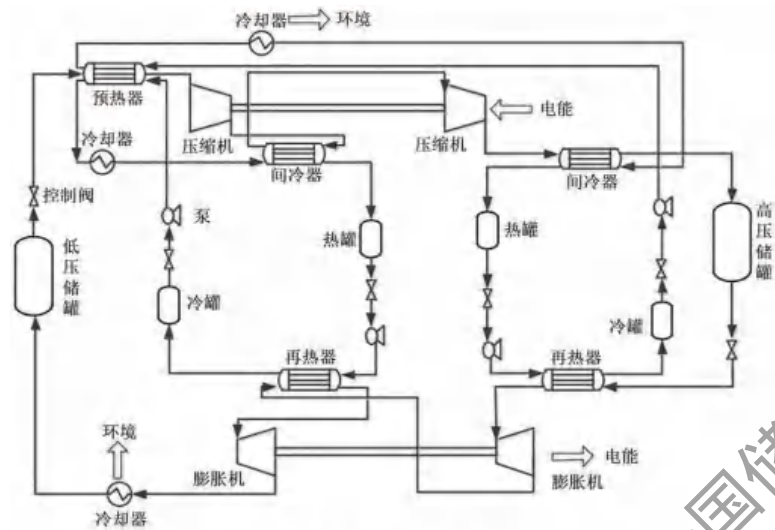 冷却器
环境
预热器
冷却器
压缩机
压缩机
电能
间冷器
间冷器
控制阀
泵
热罐
热罐
高压储罐
低压储罐
冷罐
冷罐
再热器
再热器
环境
膨胀机
电能
膨胀机
冷却器
国储